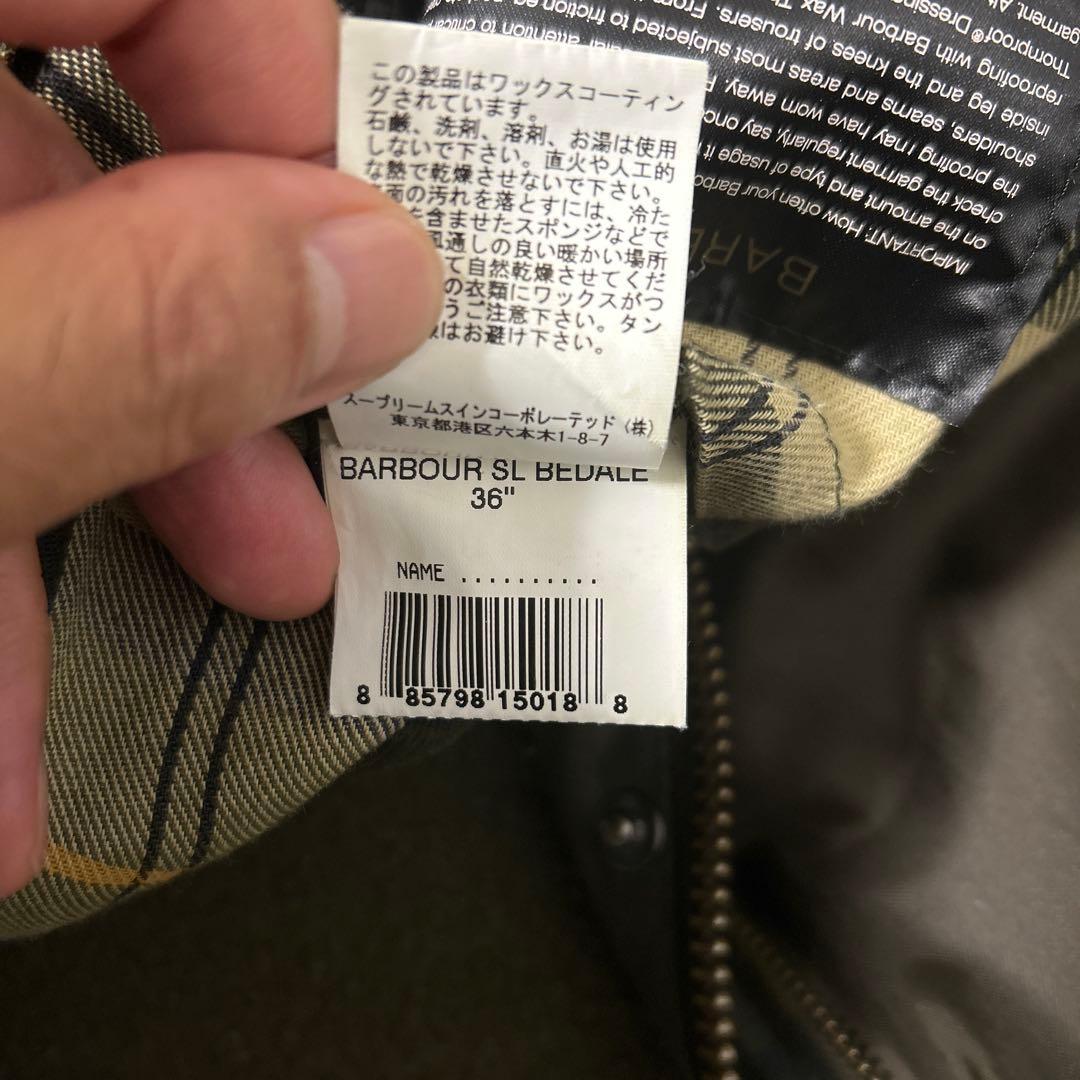 この製品はワックスコーティン
グされています。
石鹸、洗剤、溶剤、お湯は使用
しないで下さい。直火や人工的
な熱で乾燥させないで下さい。
面の汚れを落とすには、冷た
を含ませたスポンジなどで
風通しの良い暖かい場所
て自然乾燥させてくだ
の衣類にワックスがつ
うご注意下さい。タン
はお避け下さい。
スープリームスインコーポレーテッド（株）
東京都港区六本木1-8-7
BARBOUR SL BEDALE
36"
NAME ..........
8 85798 15018 8
IMPORTANT: How often your Barbo
on the amount and type of usage it
check the garment regularly, say onc
the proofing may have worn away.
shoulders, seams and areas most subjected to friction eg.
inside leg and the knees of trousers. From
reproofing with Barbour Wax Th
Thornproof® Dressing
garment.
BAR